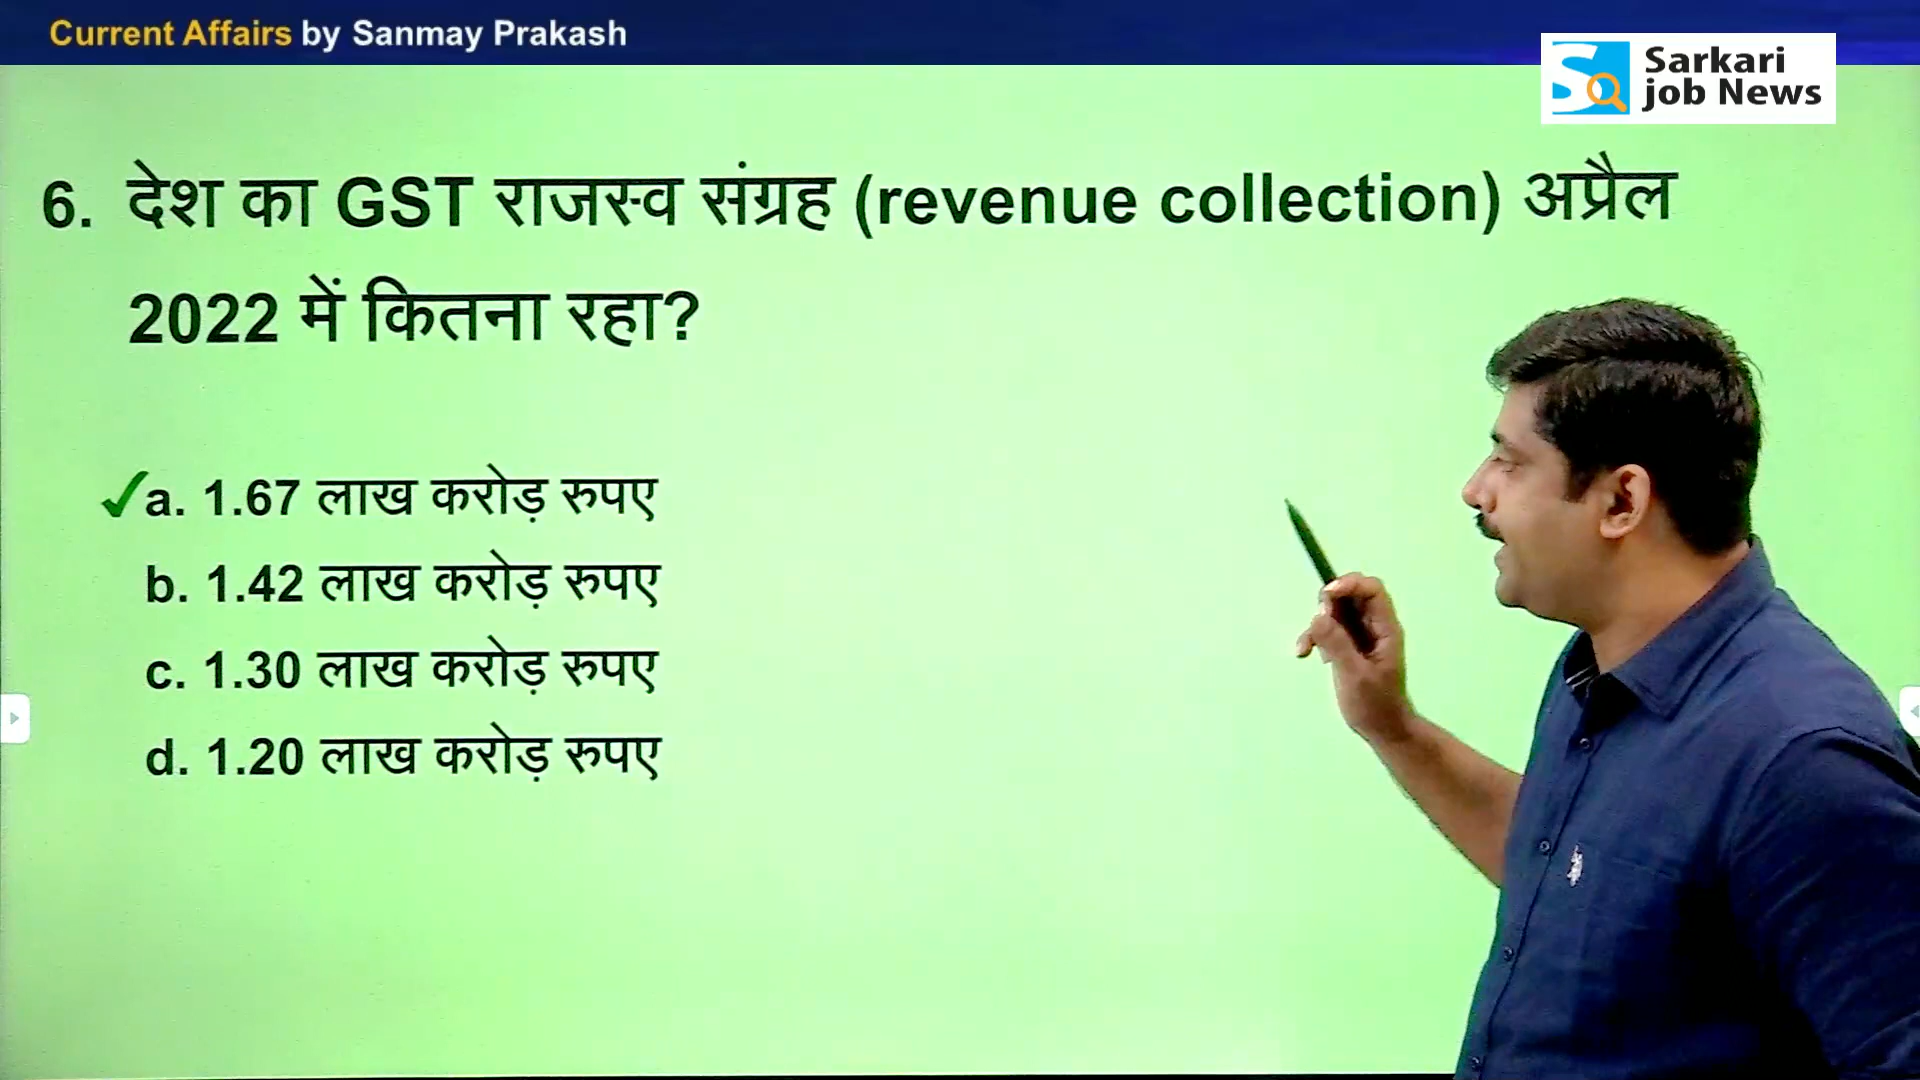 Current Affairs by Sanmay Prakash
Sarkari
job News
6. देश का GST राजस्व संग्रह (revenue collection) अप्रैल
2022 में कितना रहा?
✓a. 1.67 लाख करोड़ रुपए
b. 1.42 लाख करोड़ रुपए
c. 1.30 लाख करोड़ रुपए
d. 1.20 लाख करोड़ रुपए